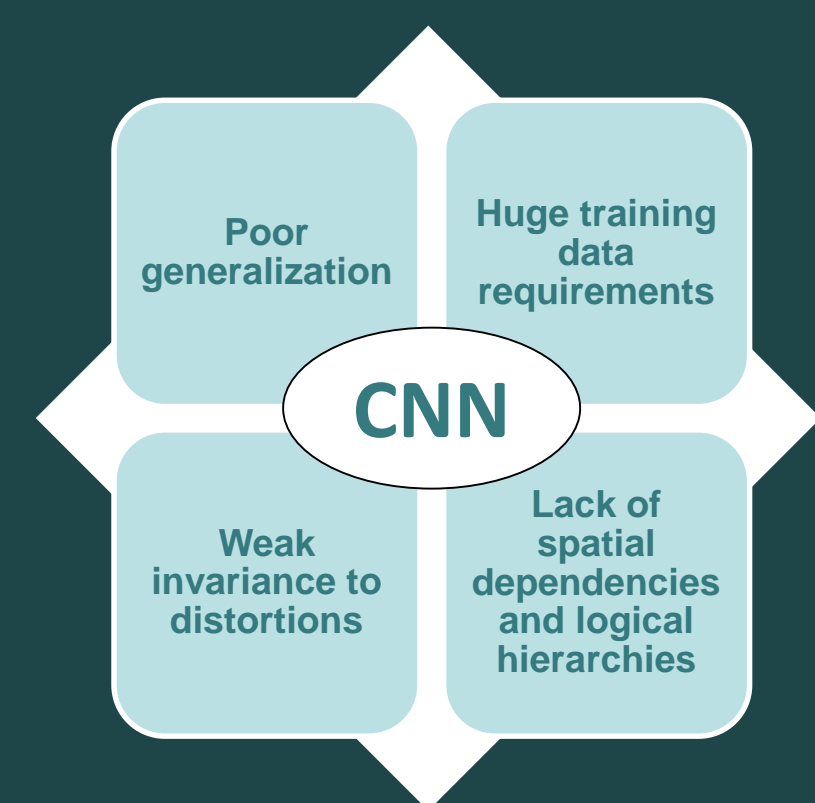 Poor
generalization
Huge training
data
requirements
CNN
Weak
invariance to
distortions
Lack of
spatial
dependencies
and logical
hierarchies